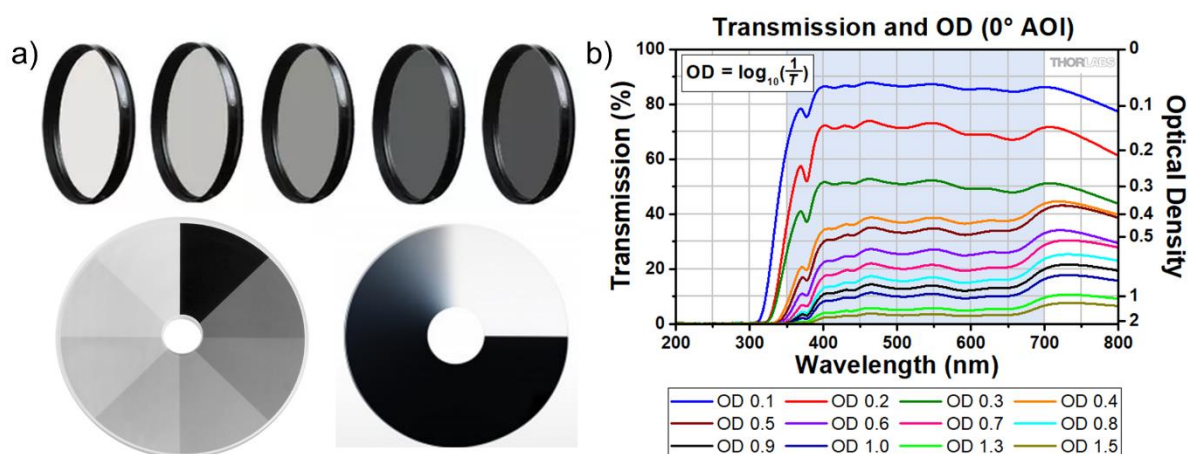 a)
b)
Transmission and OD (0° AOI)
OD = log₁₀(1/T)
THORLABS
Transmission (%)
100
80
60
40
20
0
Optical Density
0
0.1
0.2
0.3
0.4
0.5
1
2
200 300 400 500 600 700 800
Wavelength (nm)
OD 0.1 OD 0.2 OD 0.3 OD 0.4
OD 0.5 OD 0.6 OD 0.7 OD 0.8
OD 0.9 OD 1.0 OD 1.3 OD 1.5